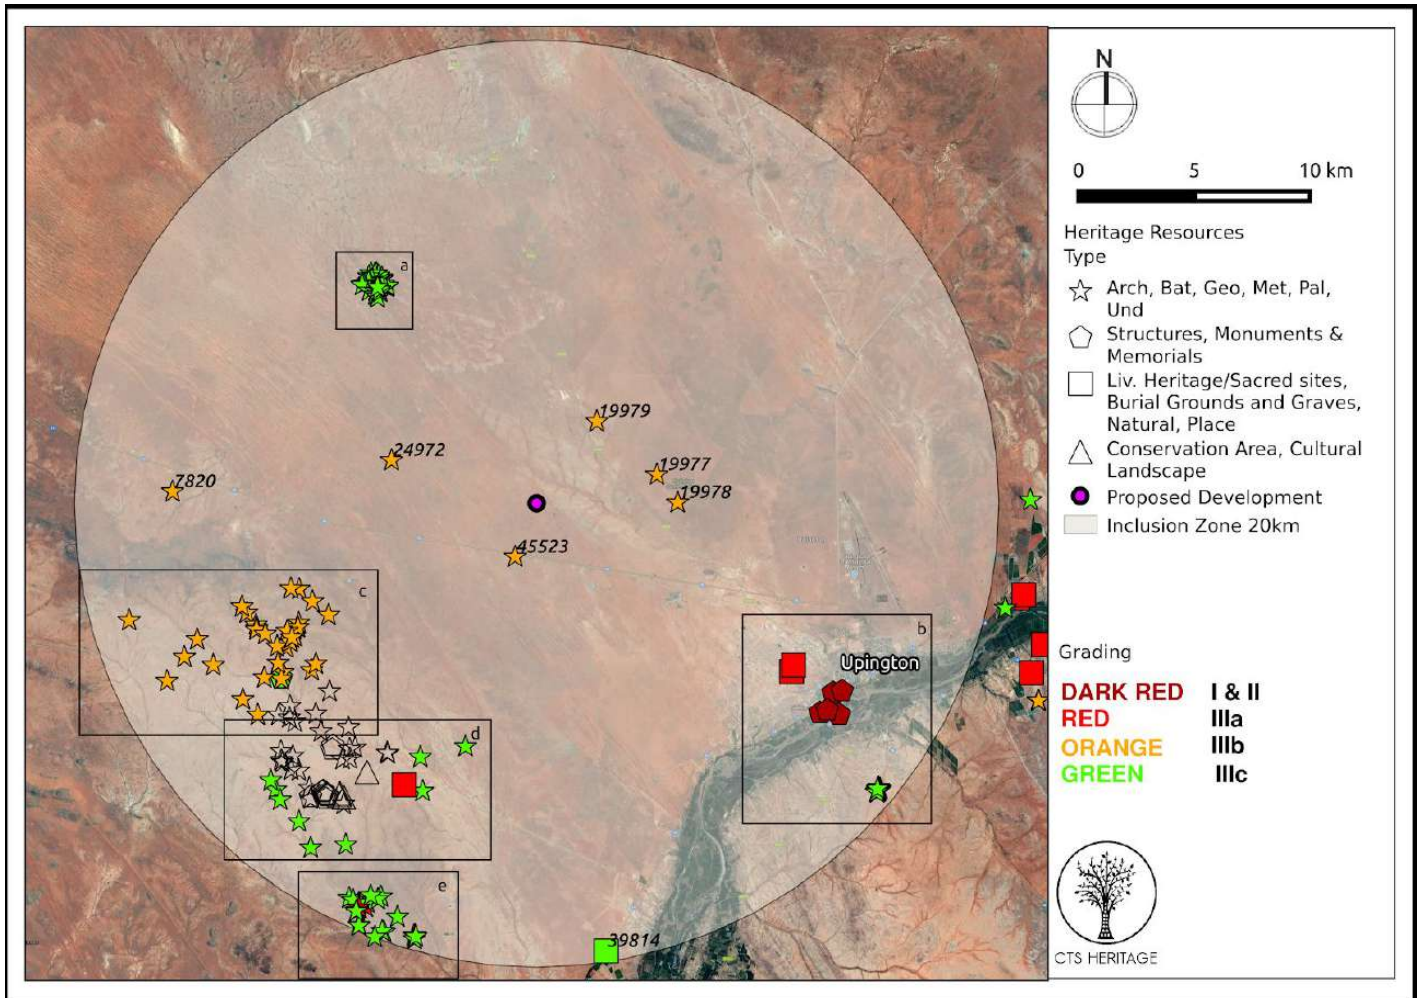 a
19979
24972
19977
7820
19978
45523
c
b
Upington
d
e
39814
N
0 5 10 km
Heritage Resources
Type
Arch, Bat, Geo, Met, Pal,
Und
Structures, Monuments &
Memorials
Liv. Heritage/Sacred sites,
Burial Grounds and Graves,
Natural, Place
Conservation Area, Cultural
Landscape
Proposed Development
Inclusion Zone 20km
Grading
DARK RED I & II
RED IIIa
ORANGE IIIb
GREEN IIIc
CTS HERITAGE